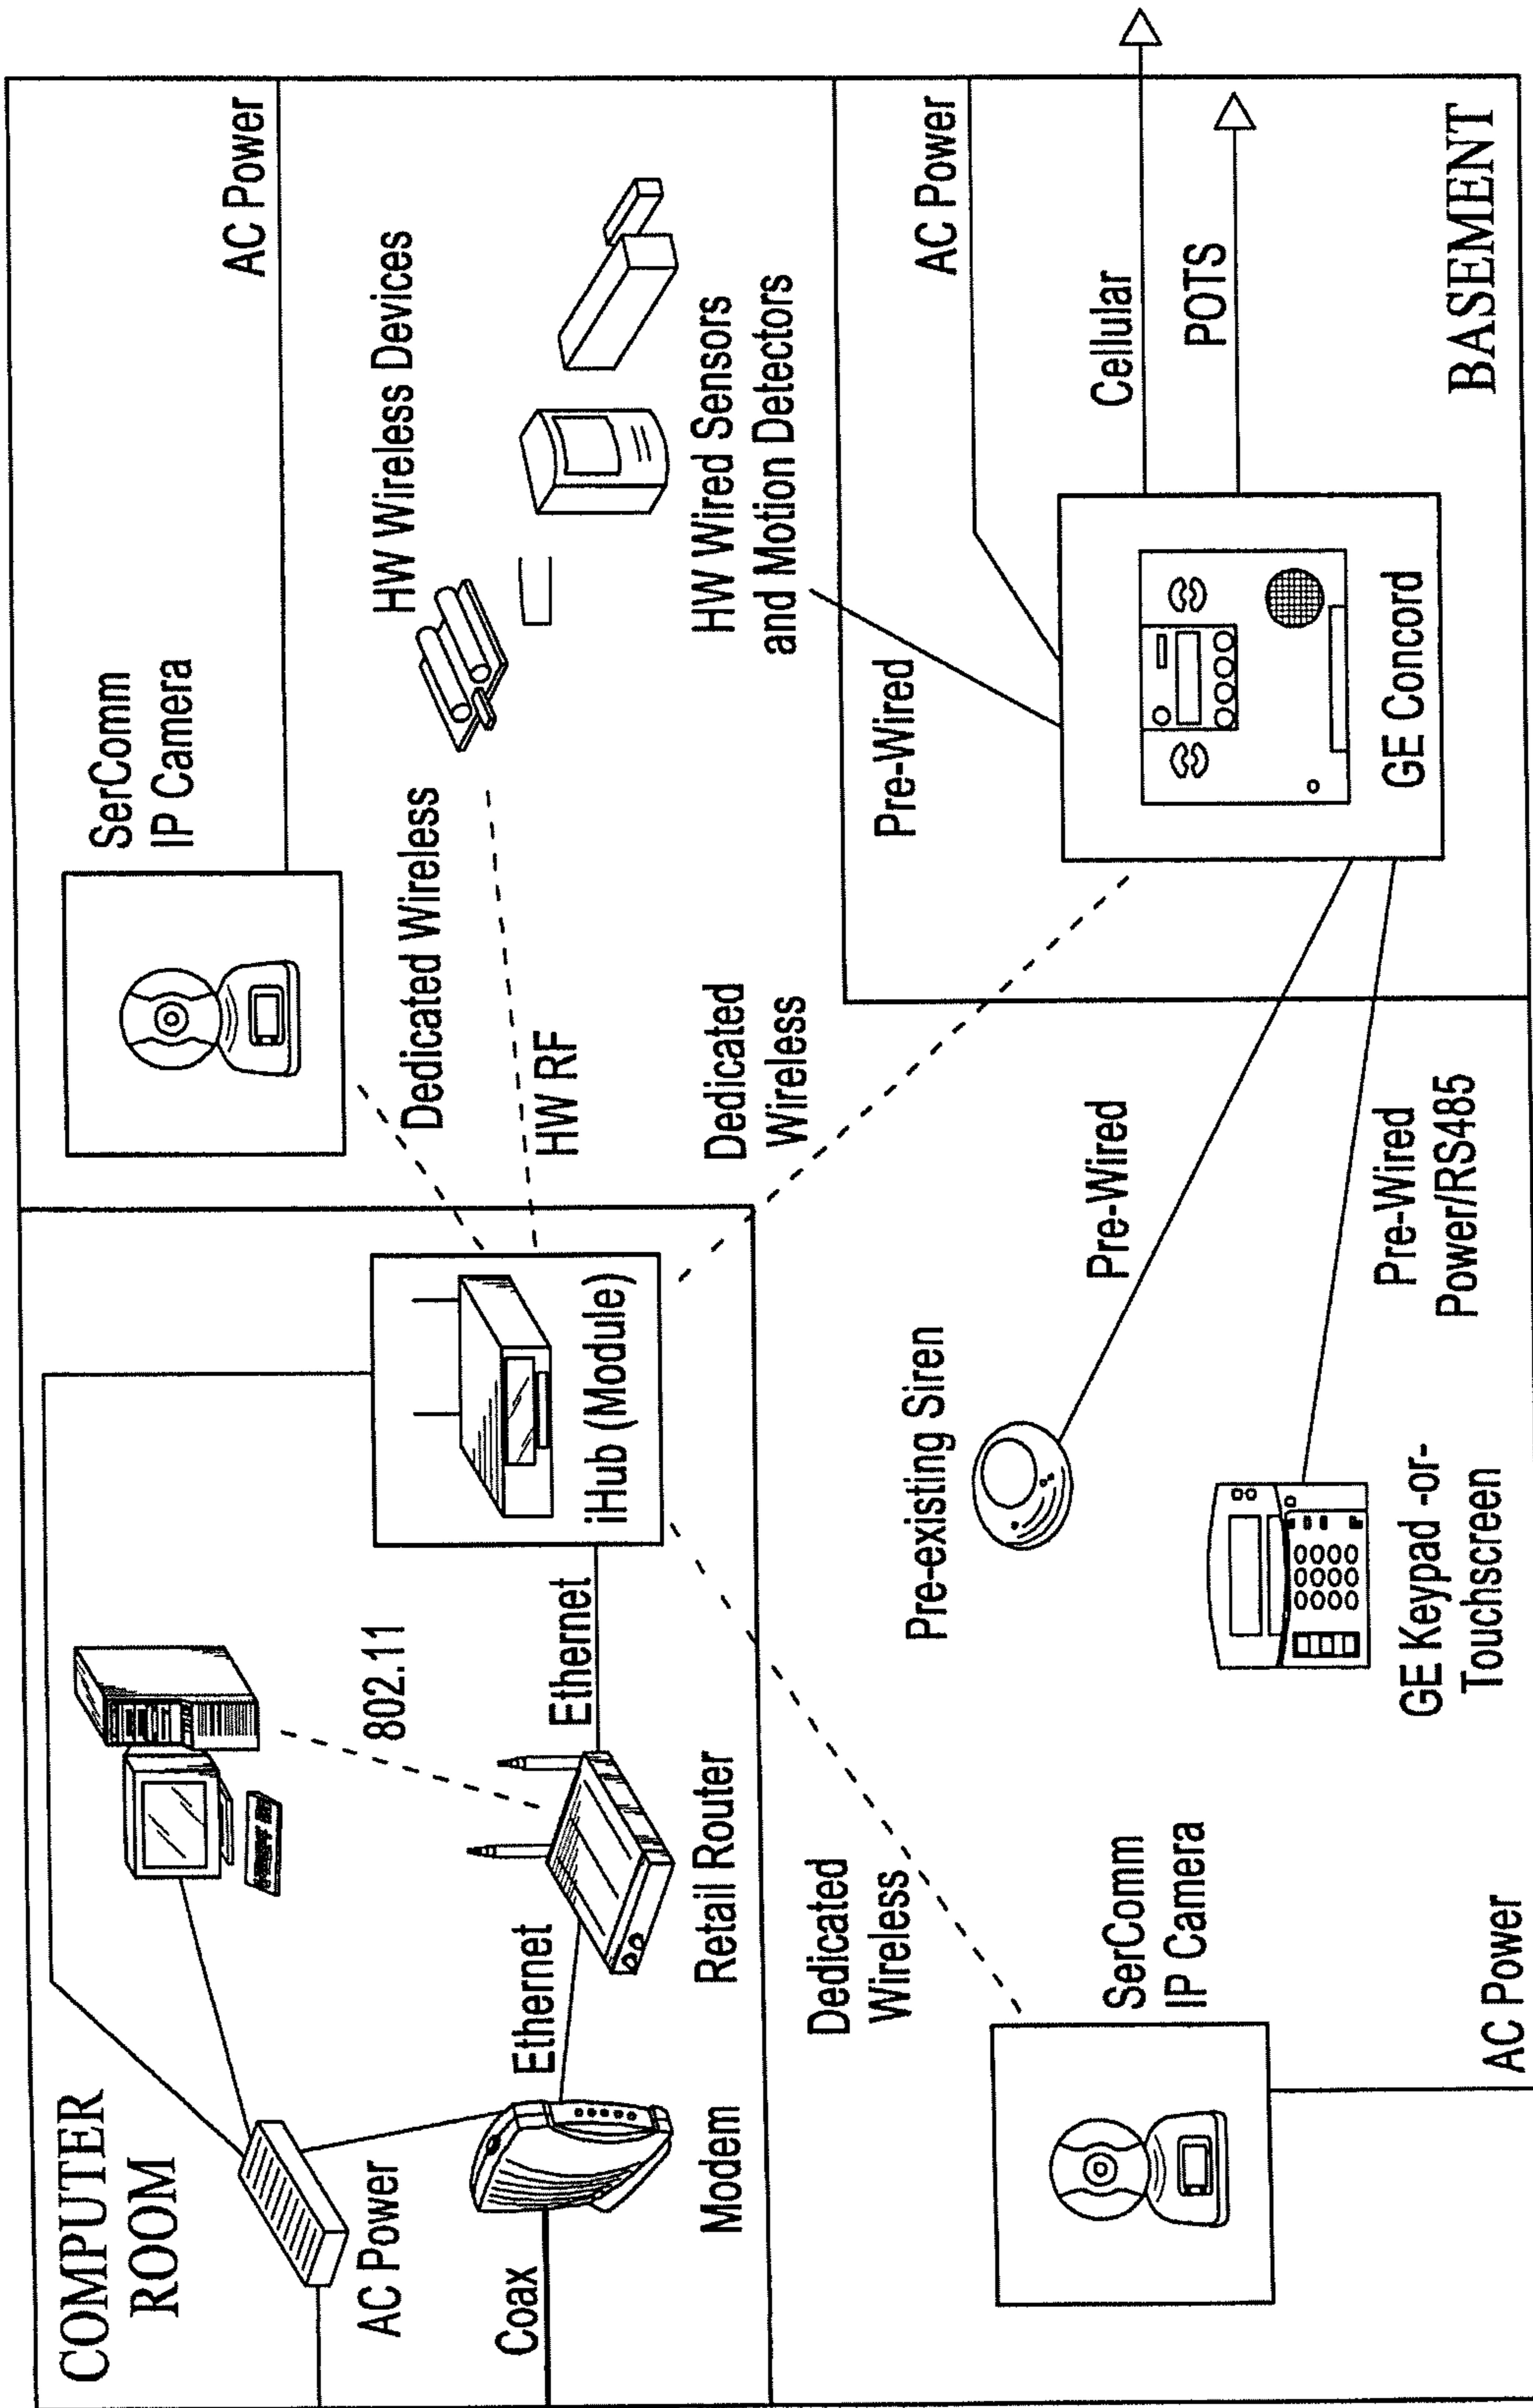 COMPUTER
ROOM
AC Power
Coax
Modem
Ethernet
Retail Router
802.11
Ethernet
iHub (Module)
SerComm
IP Camera
AC Power
Dedicated Wireless
HW RF
HW Wireless Devices
HW Wired Sensors
and Motion Detectors
Dedicated
Wireless
Dedicated
Wireless
SerComm
IP Camera
AC Power
Pre-existing Siren
Pre-Wired
GE Keypad -or-
Touchscreen
Pre-Wired
Power/RS485
Pre-Wired
AC Power
Cellular
POTS
GE Concord
BASEMENT